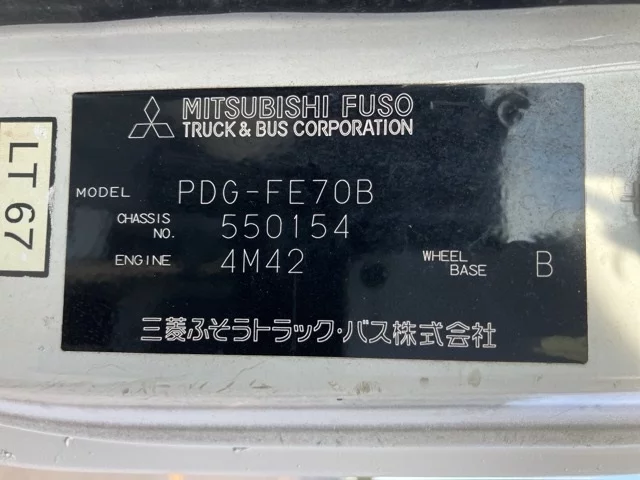 MITSUBISHI FUSO
TRUCK & BUS CORPORATION
MODEL PDG-FE70B
CHASSIS NO. 550154
ENGINE 4M42 WHEEL BASE B
三菱ふそうトラック・バス株式会社
LT 67